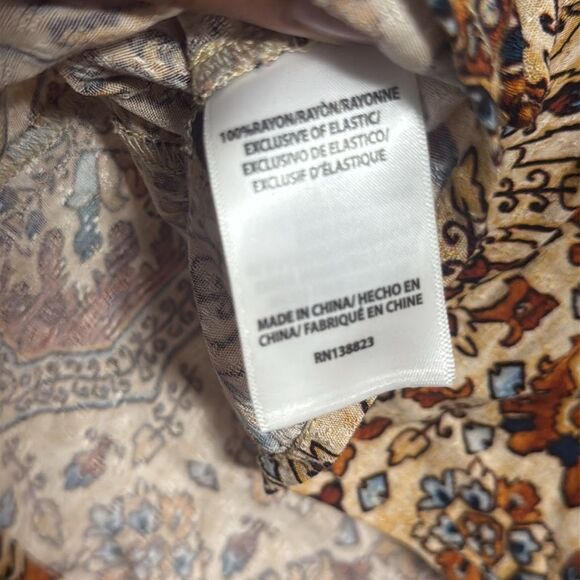 100%RAYON/RAYÒN/RAYONNE
EXCLUSIVE OF ELASTIC/
EXCLUSIVO DE ELASTICO/
EXCLUSIF D'ÉLASTIQUE
MADE IN CHINA/ HECHO EN
CHINA/ FABRIQUÉ EN CHINE
RN138823